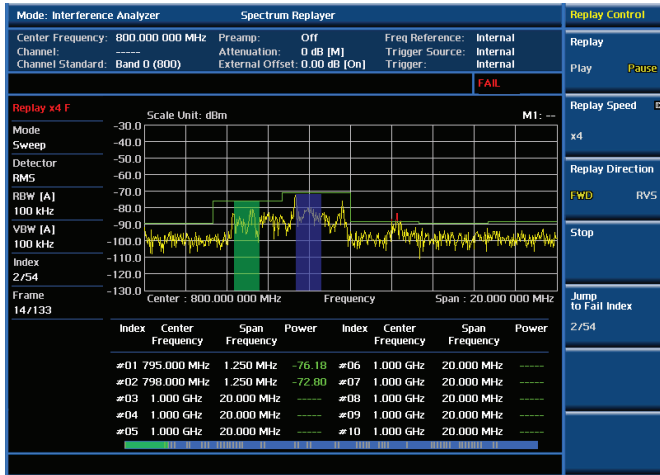 Mode: Interference Analyzer Spectrum Replayer Replay Control
Center Frequency: 800.000 000 MHz Preamp: Off Freq Reference: Internal
Channel: ----- Attenuation: 0 dB [M] Trigger Source: Internal
Channel Standard: Band 0 (800) External Offset: 0.00 dB [On] Trigger: Internal
FAIL
Replay
Play Pause
Replay Speed
x4
Replay Direction
FWD RVS
Stop
Jump
to Fail Index
2/54
Replay x4 F
Mode
Sweep
Detector
RMS
RBW [A]
100 kHz
VBW [A]
100 kHz
Index
2/54
Frame
14/133
Scale Unit: dBm M1: --
-30.0
-40.0
-50.0
-60.0
-70.0
-80.0
-90.0
-100.0
-110.0
-120.0
-130.0
Center : 800.000 000 MHz Frequency Span : 20.000 000 MHz
Index Center Frequency Span Frequency Power Index Center Frequency Span Frequency Power
#01 795.000 MHz 1.250 MHz -76.18 #06 1.000 GHz 20.000 MHz -----
#02 798.000 MHz 1.250 MHz -72.80 #07 1.000 GHz 20.000 MHz -----
#03 1.000 GHz 20.000 MHz ----- #08 1.000 GHz 20.000 MHz -----
#04 1.000 GHz 20.000 MHz ----- #09 1.000 GHz 20.000 MHz -----
#05 1.000 GHz 20.000 MHz ----- #10 1.000 GHz 20.000 MHz -----